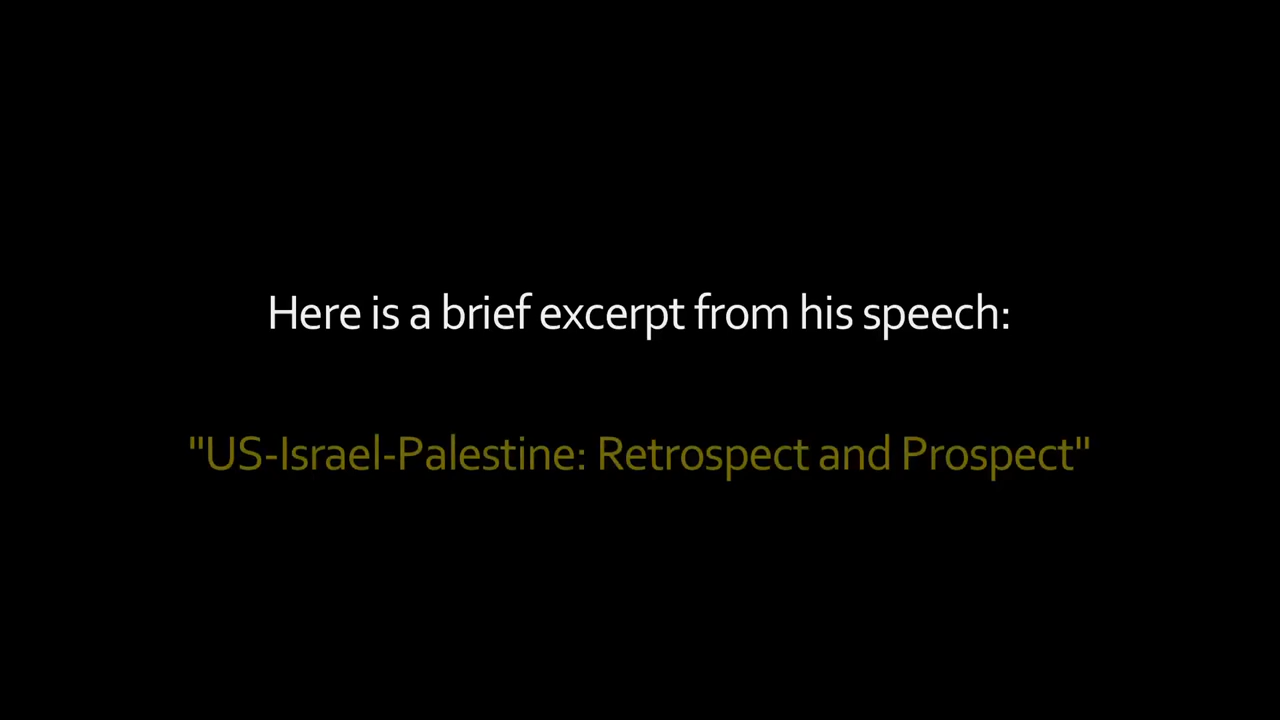 Here is a brief excerpt from his speech:
"US-Israel-Palestine: Retrospect and Prospect"